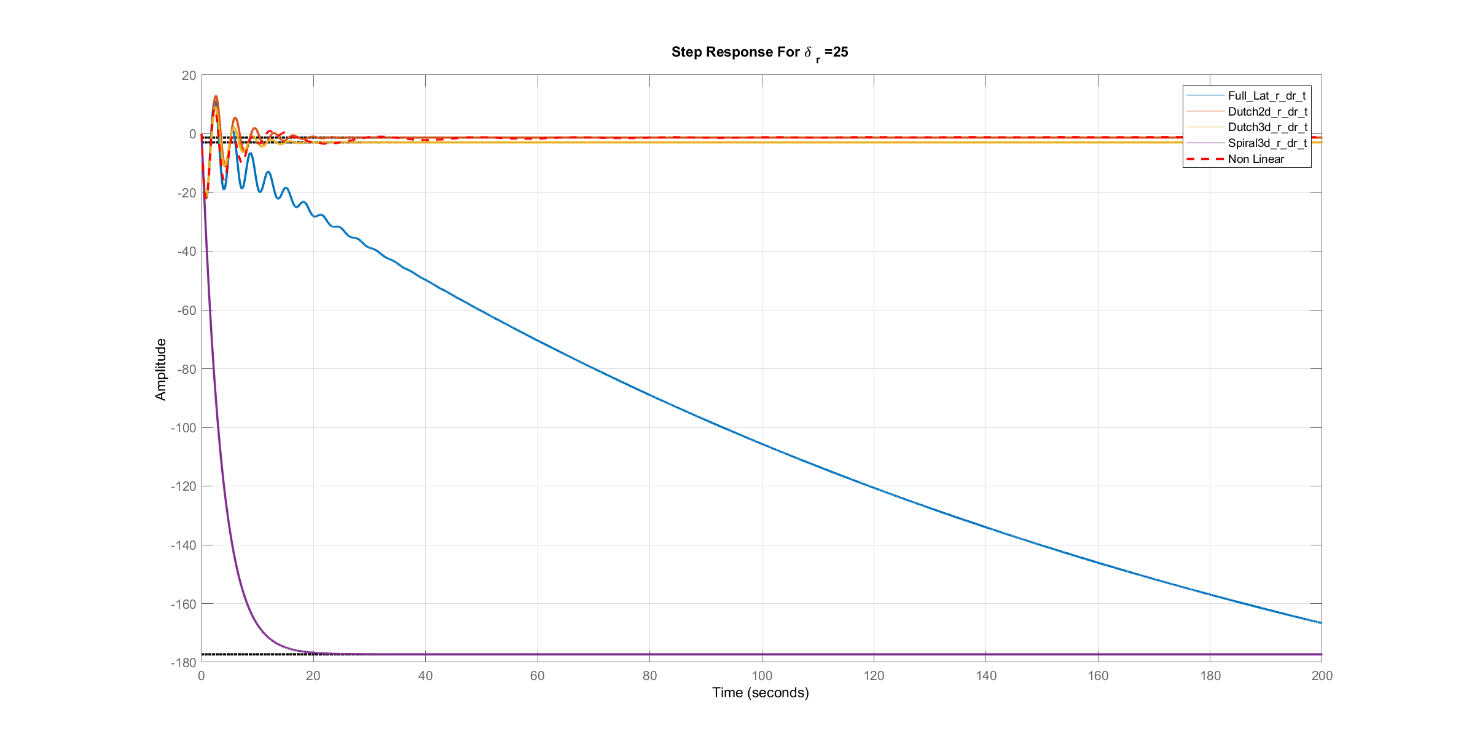 Step Response For δ r =25
20
0
-20
-40
-60
-80
-100
-120
-140
-160
-180
Amplitude
Full_Lat_r_dr_t
Dutch2d_r_dr_t
Dutch3d_r_dr_t
Spiral3d_r_dr_t
Non Linear
0 20 40 60 80 100 120 140 160 180 200
Time (seconds)